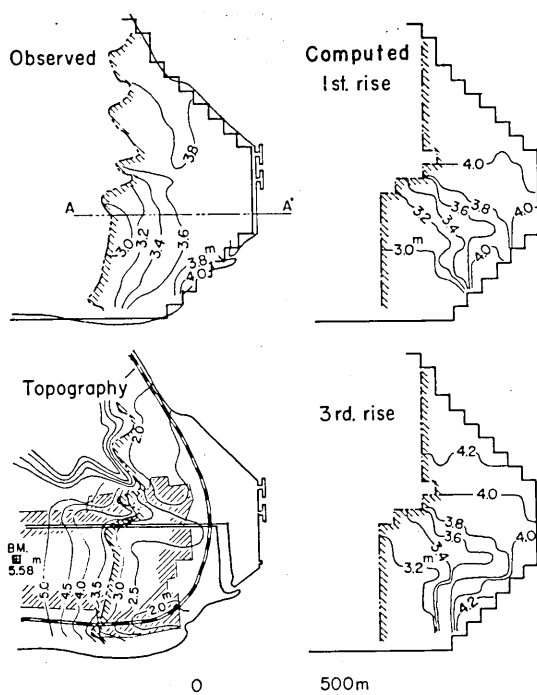 Observed
3.8
A
A'
3.0
3.2
3.4
3.6
3.8 m
4.0
Computed
1st. rise
4.0
3.8
3.6
3.2
3.4
4.0
4.0
3.0 m
Topography
2.0
BM.
5.58 m
5.0
4.5
4.0
3.5
3.0
2.5
2.0 m
3rd. rise
4.2
4.0
3.8
3.6
3.4
3.2 m
4.0
4.2
0 500m